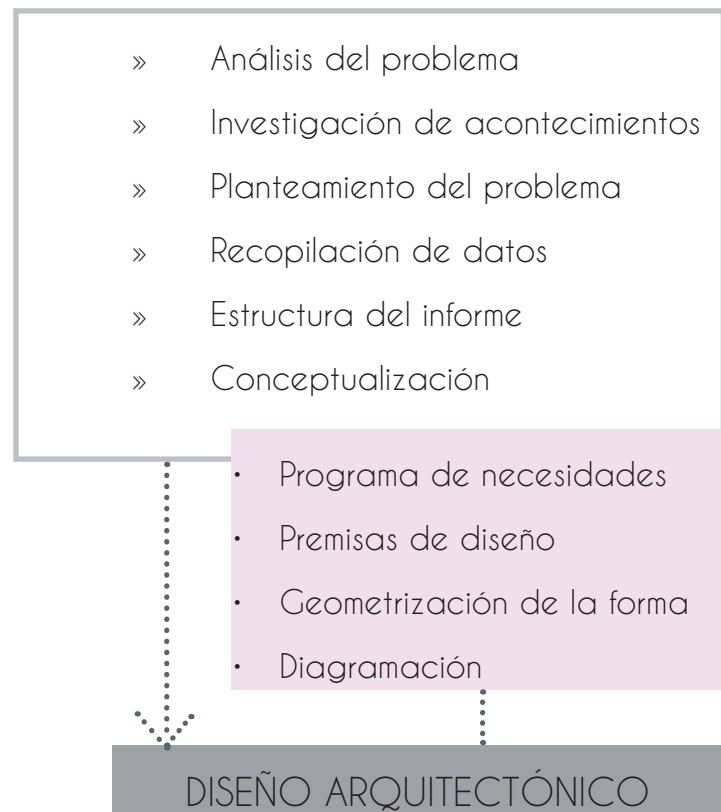 » Análisis del problema
» Investigación de acontecimientos
» Planteamiento del problema
» Recopilación de datos
» Estructura del informe
» Conceptualización
• Programa de necesidades
• Premisas de diseño
• Geometrización de la forma
• Diagramación
DISEÑO ARQUITECTÓNICO